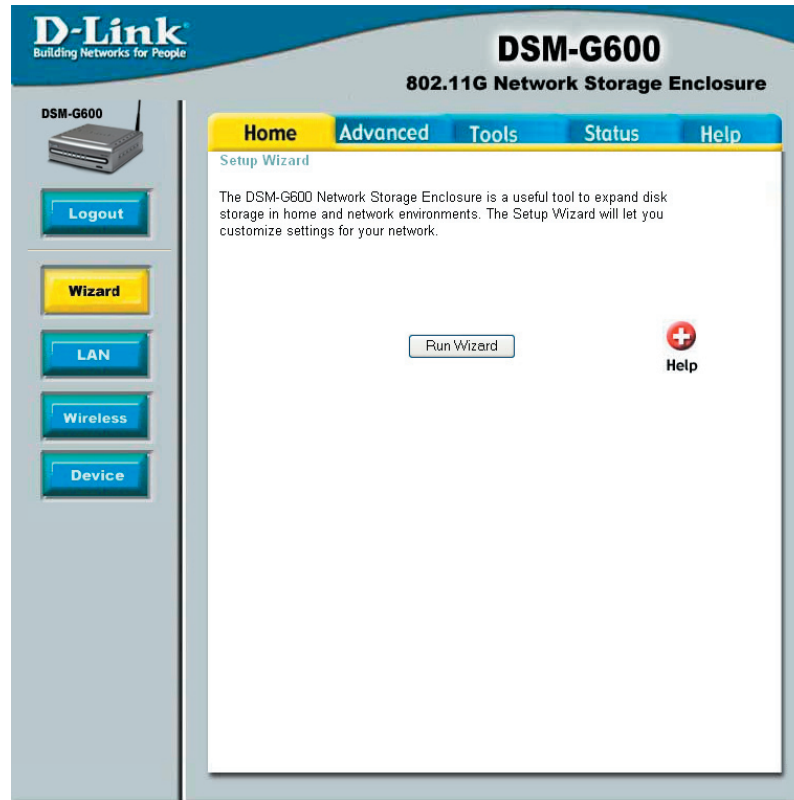 D-Link
Building Networks for People
DSM-G600
802.11G Network Storage Enclosure
DSM-G600
Home Advanced Tools Status Help
Logout
Wizard
LAN
Wireless
Device
Setup Wizard
The DSM-G600 Network Storage Enclosure is a useful tool to expand disk
storage in home and network environments. The Setup Wizard will let you
customize settings for your network.
Run Wizard
Help